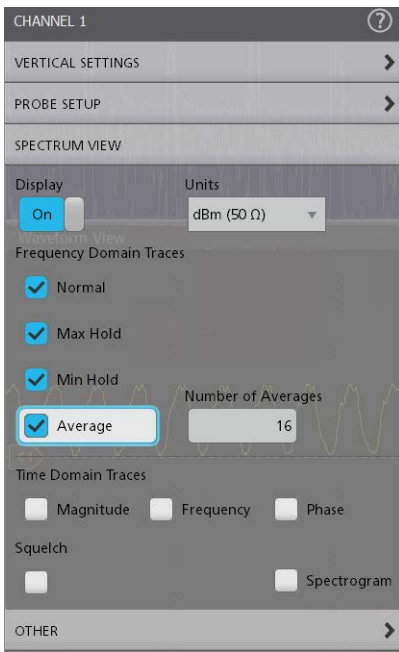 CHANNEL 1 ?
VERTICAL SETTINGS
PROBE SETUP
SPECTRUM VIEW
Display Units
On dBm (50 Ω)
Waveform View
Frequency Domain Traces
Normal
Max Hold
Min Hold
Number of Averages
Average 16
Time Domain Traces
Magnitude Frequency Phase
Squelch
Spectrogram
OTHER